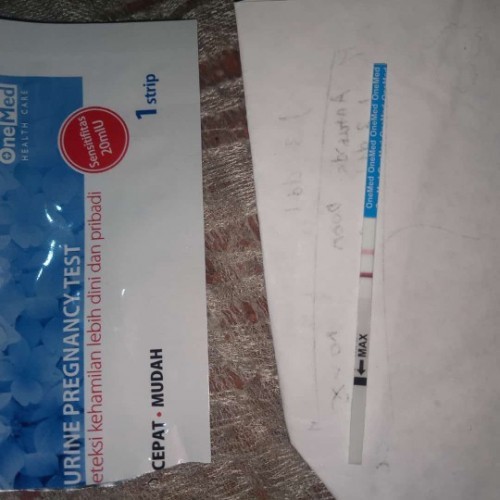 OneMed
HEALTH CARE
Sensitifitas
20mIU
1 strip
URINE PREGNANCY TEST
eteksi kehamilan lebih dini dan pribadi
CEPAT • MUDAH
OneMed OneMed OneMed OneMed
MAX